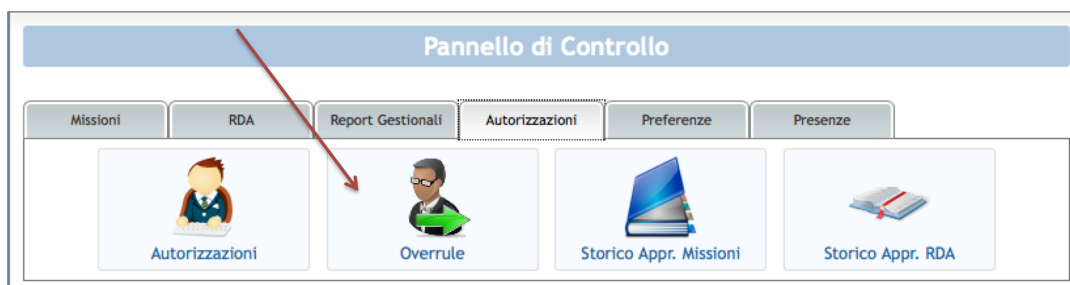 Pannello di Controllo
Missioni RDA Report Gestionali Autorizzazioni Preferenze Presenze
Autorizzazioni Overrule Storico Appr. Missioni Storico Appr. RDA